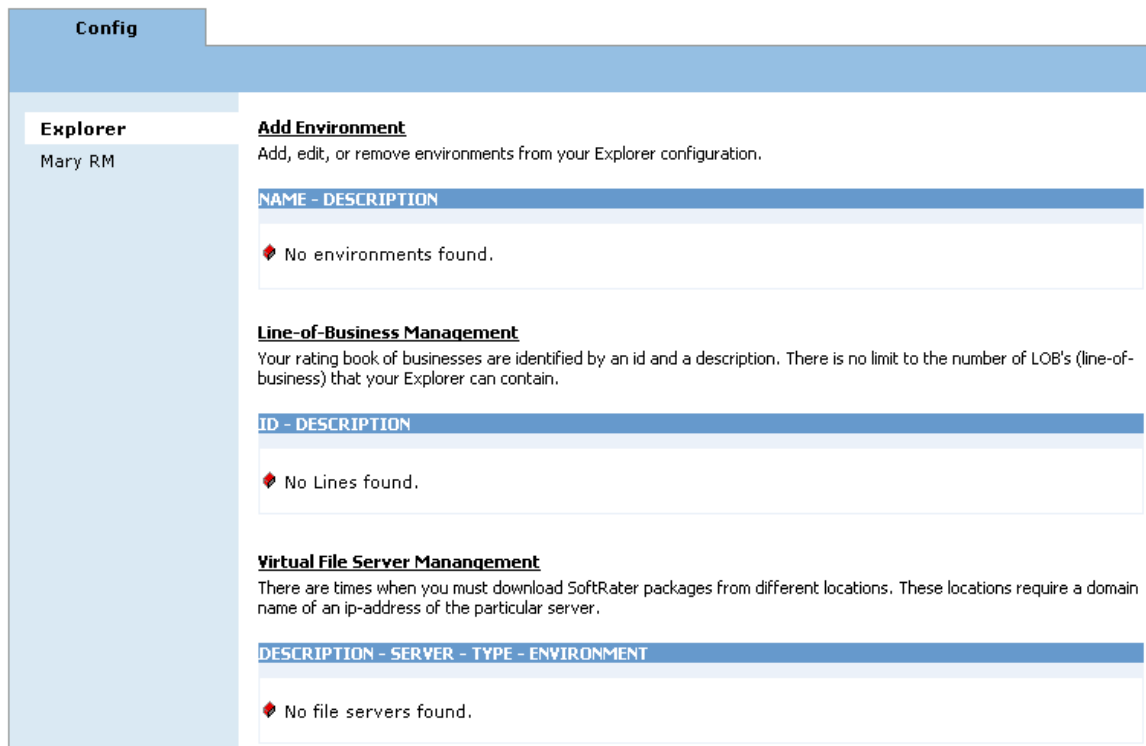 Config
Explorer
Mary RM
Add Environment
Add, edit, or remove environments from your Explorer configuration.
NAME - DESCRIPTION
No environments found.
Line-of-Business Management
Your rating book of businesses are identified by an id and a description. There is no limit to the number of LOB's (line-of-
business) that your Explorer can contain.
ID - DESCRIPTION
No Lines found.
Virtual File Server Manangement
There are times when you must download SoftRater packages from different locations. These locations require a domain
name of an ip-address of the particular server.
DESCRIPTION - SERVER - TYPE - ENVIRONMENT
No file servers found.